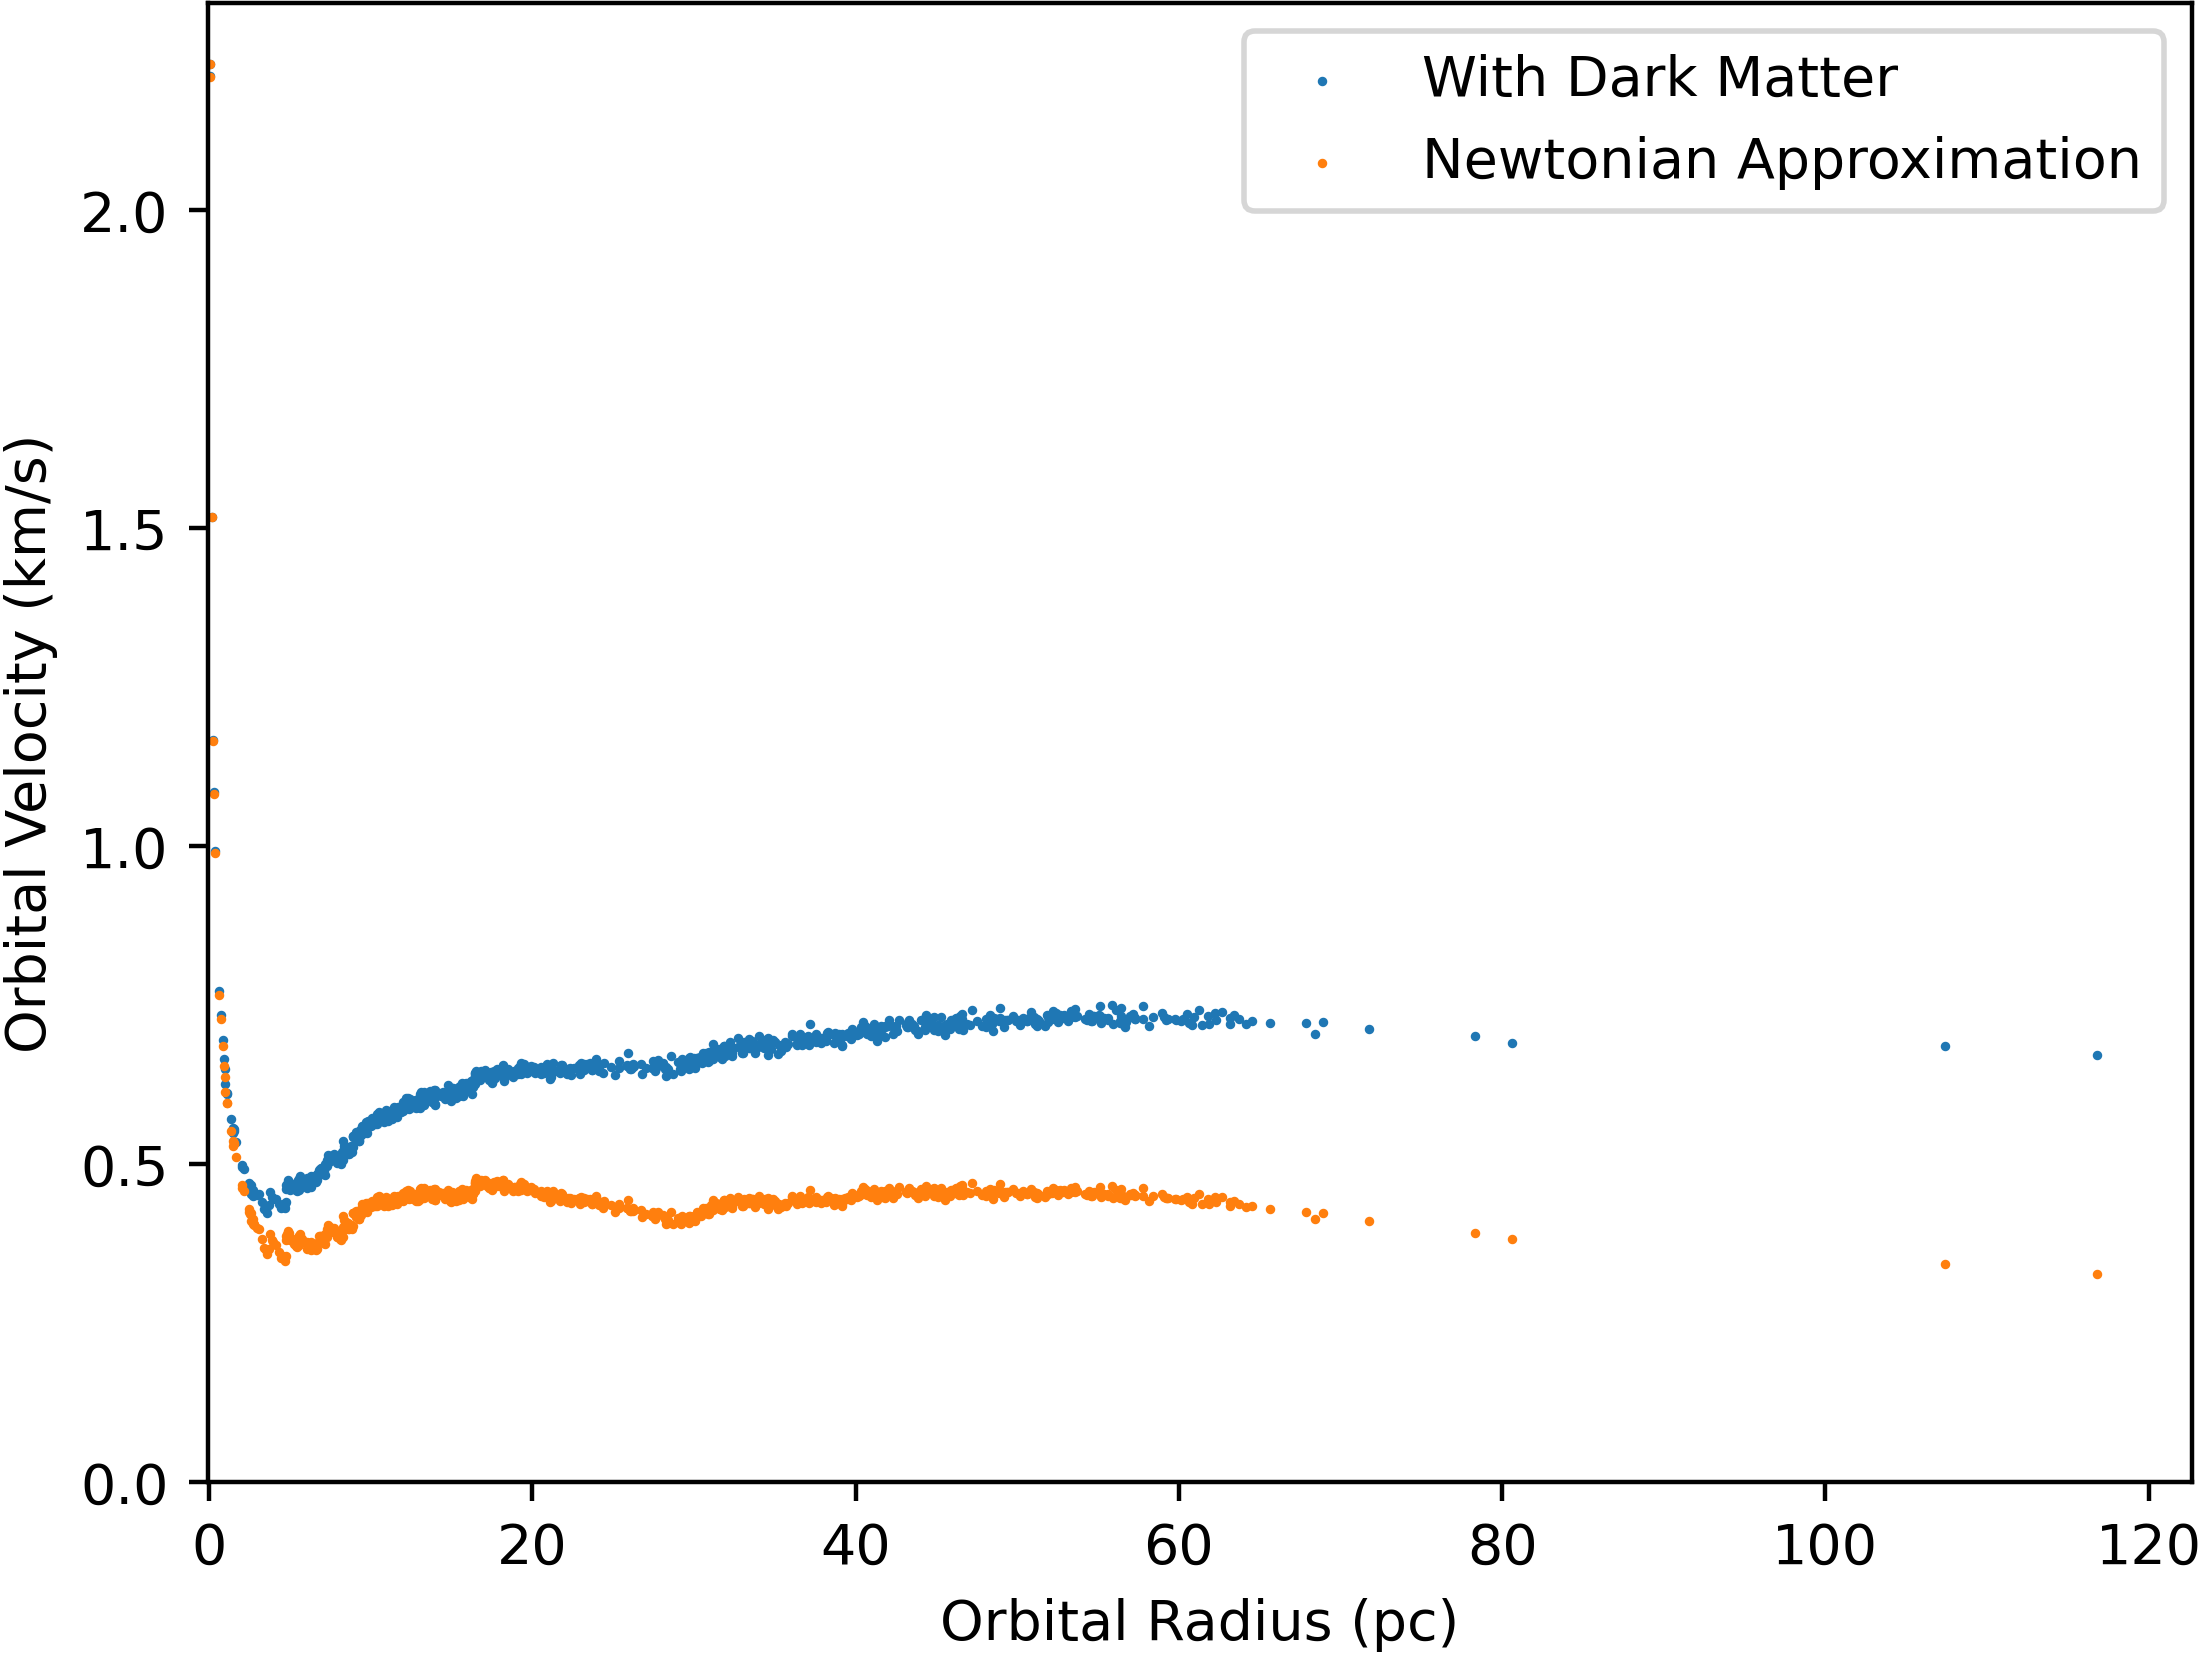 With Dark Matter
Newtonian Approximation
2.0
1.5
1.0
0.5
0.0
Orbital Velocity (km/s)
0 20 40 60 80 100 120
Orbital Radius (pc)